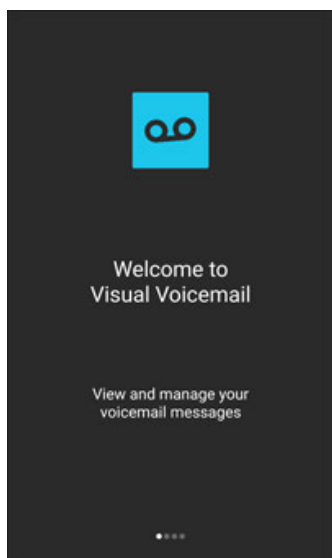 Welcome to
Visual Voicemail
View and manage your
voicemail messages